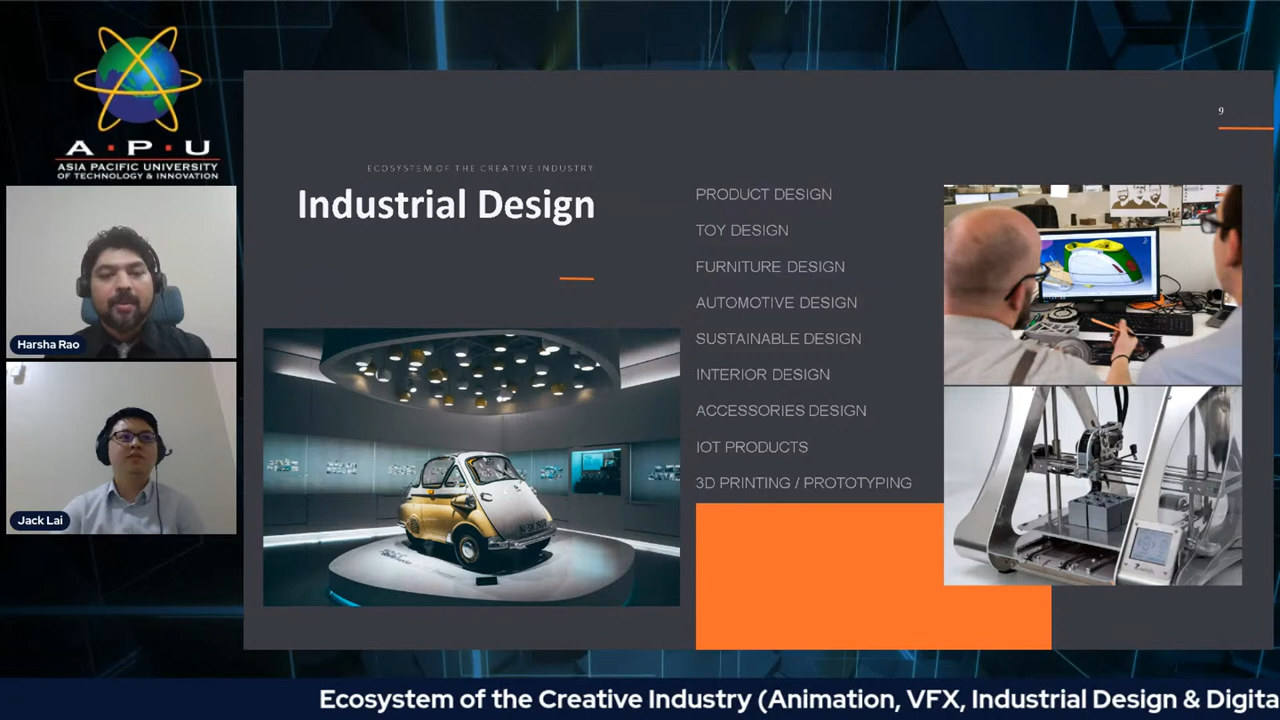 A·P·U
ASIA PACIFIC UNIVERSITY
OF TECHNOLOGY & INNOVATION
Harsha Rao
Jack Lai
9
ECOSYSTEM OF THE CREATIVE INDUSTRY
Industrial Design
PRODUCT DESIGN
TOY DESIGN
FURNITURE DESIGN
AUTOMOTIVE DESIGN
SUSTAINABLE DESIGN
INTERIOR DESIGN
ACCESSORIES DESIGN
IOT PRODUCTS
3D PRINTING / PROTOTYPING
Ecosystem of the Creative Industry (Animation, VFX, Industrial Design & Digita